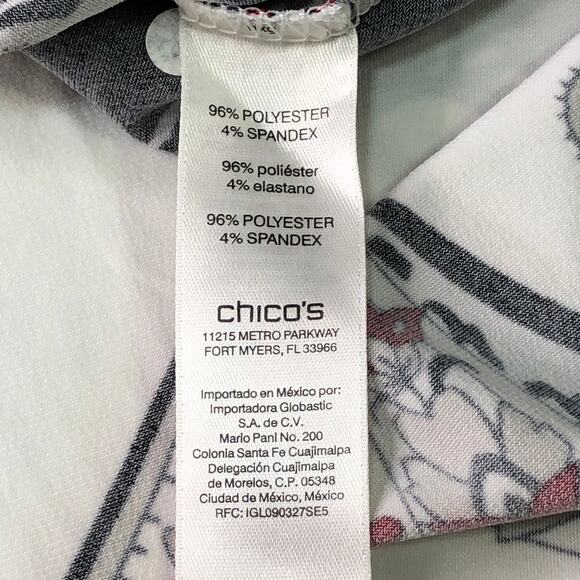 96% POLYESTER
4% SPANDEX
96% poliéster
4% elastano
96% POLYESTER
4% SPANDEX
chico's
11215 METRO PARKWAY
FORT MYERS, FL 33966
Importado en México por:
Importadora Globastic
S.A. de C.V.
Mario Pani No. 200
Colonia Santa Fe Cuajimalpa
Delegación Cuajimalpa
de Morelos, C.P. 05348
Ciudad de México, México
RFC: IGL090327SE5